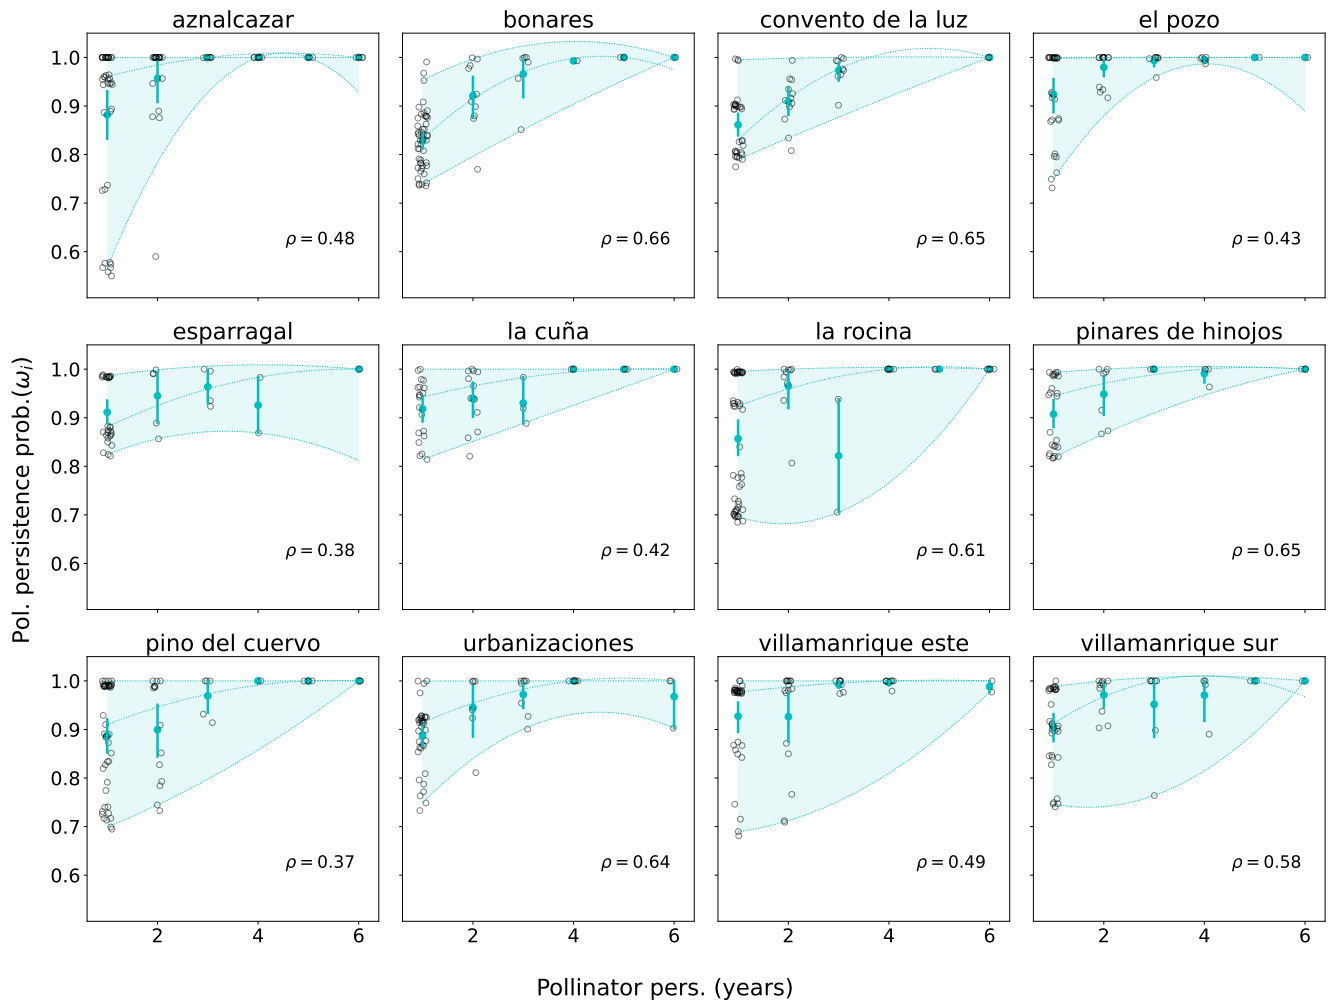 aznalcazar
bonares
convento de la luz
el pozo
1.0
0.9
0.8
0.7
0.6
ρ = 0.48
ρ = 0.66
ρ = 0.65
ρ = 0.43
esparragal
la cuña
la rocina
pinares de hinojos
1.0
0.9
0.8
0.7
0.6
ρ = 0.38
ρ = 0.42
ρ = 0.61
ρ = 0.65
Pol. persistence prob.(ω_i)
pino del cuervo
urbanizaciones
villamanrique este
villamanrique sur
1.0
0.9
0.8
0.7
0.6
ρ = 0.37
ρ = 0.64
ρ = 0.49
ρ = 0.58
2 4 6
2 4 6
2 4 6
2 4 6
Pollinator pers. (years)